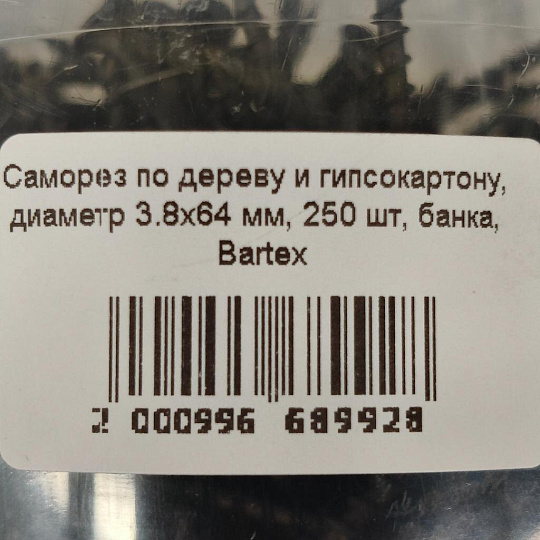 Саморез по дереву и гипсокартону,
диаметр 3.8х64 мм, 250 шт, банка,
Bartex
2 000996 689928